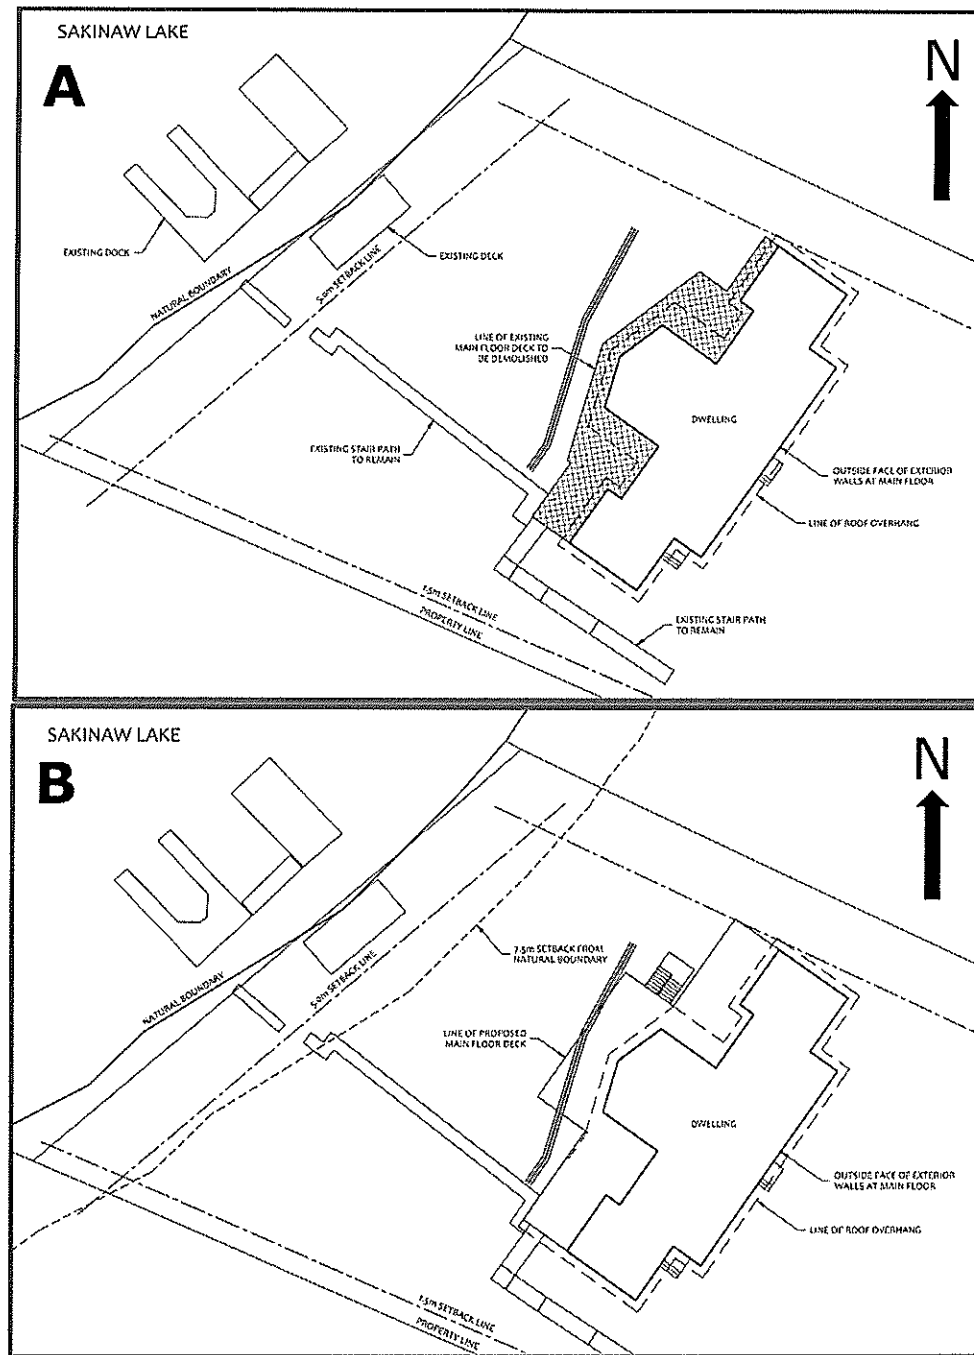 SAKINAW LAKE
A
N
EXISTING DOCK
EXISTING DECK
NATURAL BOUNDARY
5.0m SETBACK LINE
LINE OF EXISTING
MAIN FLOOR DECK TO
BE DEMOLISHED
DWELLING
EXISTING STAIR PATH
TO REMAIN
OUTSIDE FACE OF EXTERIOR
WALLS AT MAIN FLOOR
LINE OF ROOF OVERHANG
1.5m SETBACK LINE
PROPERTY LINE
EXISTING STAIR PATH
TO REMAIN
SAKINAW LAKE
B
N
7.5m SETBACK FROM
NATURAL BOUNDARY
NATURAL BOUNDARY
5.0m SETBACK LINE
LINE OF PROPOSED
MAIN FLOOR DECK
DWELLING
OUTSIDE FACE OF EXTERIOR
WALLS AT MAIN FLOOR
LINE OF ROOF OVERHANG
1.5m SETBACK LINE
PROPERTY LINE